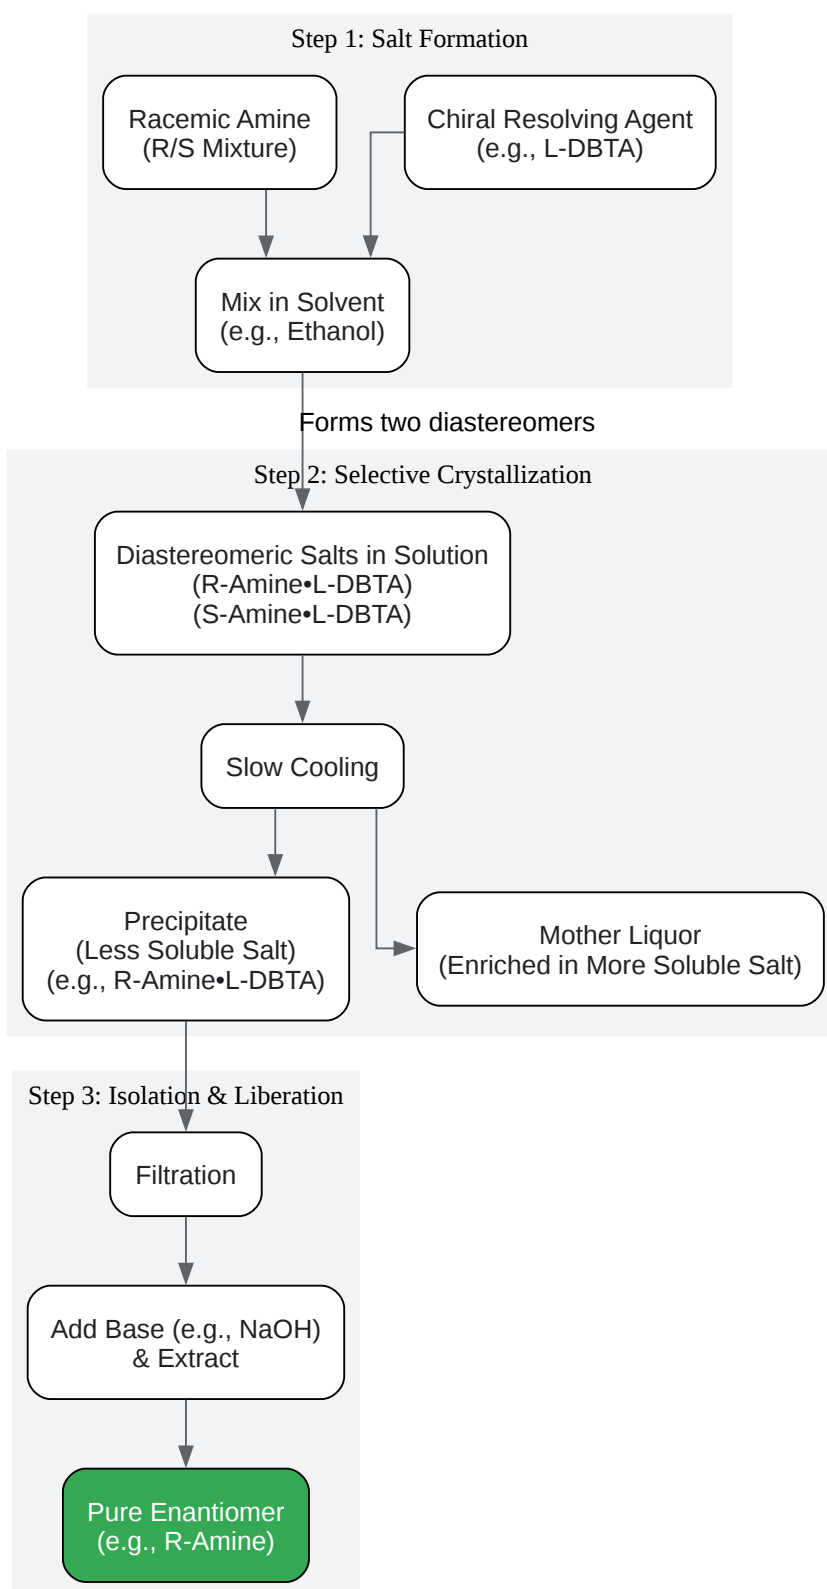 Step 1: Salt Formation
Racemic Amine
(R/S Mixture)
Chiral Resolving Agent
(e.g., L-DBTA)
Mix in Solvent
(e.g., Ethanol)
Forms two diastereomers
Step 2: Selective Crystallization
Diastereomeric Salts in Solution
(R-Amine•L-DBTA)
(S-Amine•L-DBTA)
Slow Cooling
Precipitate
(Less Soluble Salt)
(e.g., R-Amine•L-DBTA)
Mother Liquor
(Enriched in More Soluble Salt)
Step 3: Isolation & Liberation
Filtration
Add Base (e.g., NaOH)
& Extract
Pure Enantiomer
(e.g., R-Amine)